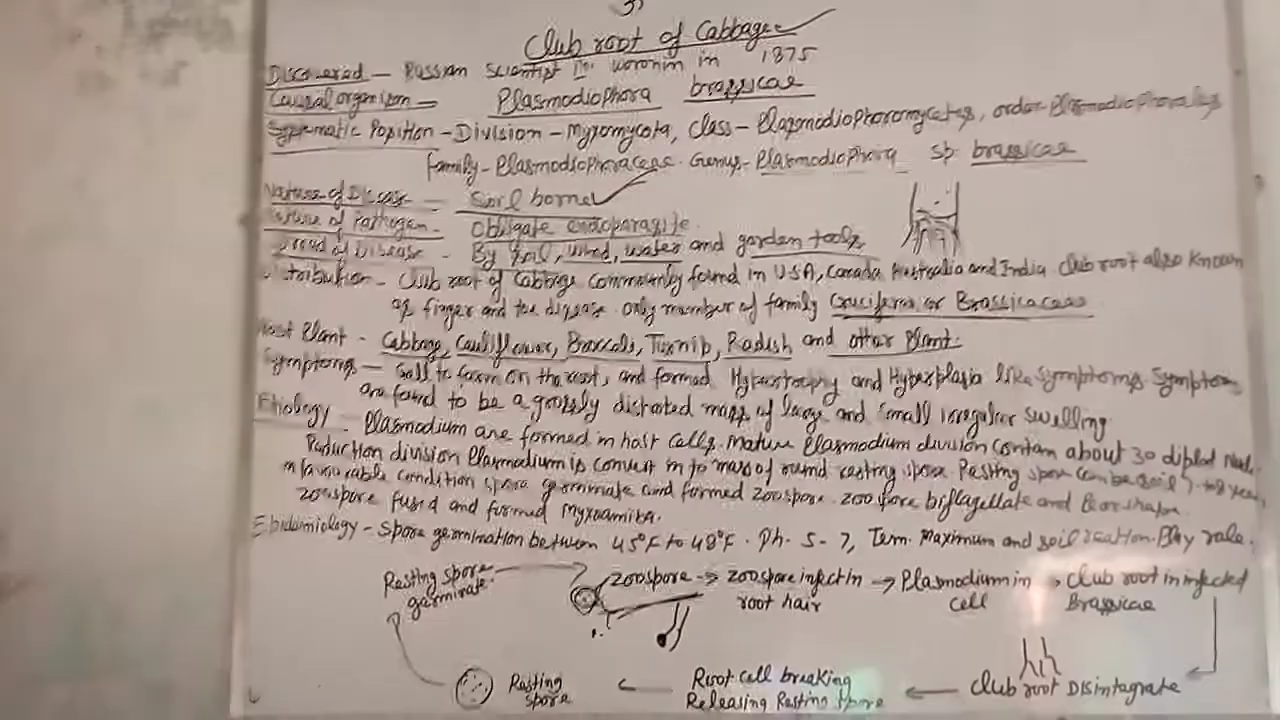 Club root of Cabbage
Discovered — Russian Scientist woronin in 1875
Causal organism — Plasmodiophora brassicae
Systematic Position - Division - Myxomycota, Class - Plasmodiophoromycetes, order Plasmodiophorales
family - Plasmodiophoraceae. Genus - Plasmodiophora sp. brassicae
Nature of Disease - Soil borne
Nature of Pathogen - Obligate endoparasite.
Spread of Disease - By Soil, wind, water and garden tools
Distribution - Club root of Cabbage commonly found in U.S.A, Canada Australia and India. Club root also Known
as finger and toe disease. only member of family Cruciferae or Brassicaceae
Host Plant - Cabbage, Cauliflower, Broccoli, Turnip, Radish and other Plant.
Symptoms — Gall to form on the root, and formed Hypertrophy and Hyperplasia like Symptoms Symptom
are found to be a grossly distorted mass of large and small irregular swelling
Etiology - Plasmodium are formed in host cells. Mature Plasmodium division contain about 30 diploid
Reduction division Plasmodium is convert in to mass of round resting spore. Resting spore can be soil
in favourable condition spore germinate and formed zoospore. zoospore biflagellate and Pear shape.
zoospore fused and formed Myxoamiba.
Epidemiology - Spore germination between 45°F to 48°F. Ph. 5-7, Tem. Maximum and soil reaction. Play role.
Resting spore germinate
zoospore → zoospore infect in root hair → Plasmodium in cell → Club root in infected Brassicae
Resting spore ← Root cell breaking Releasing Resting spore ← Club root Disintagrate